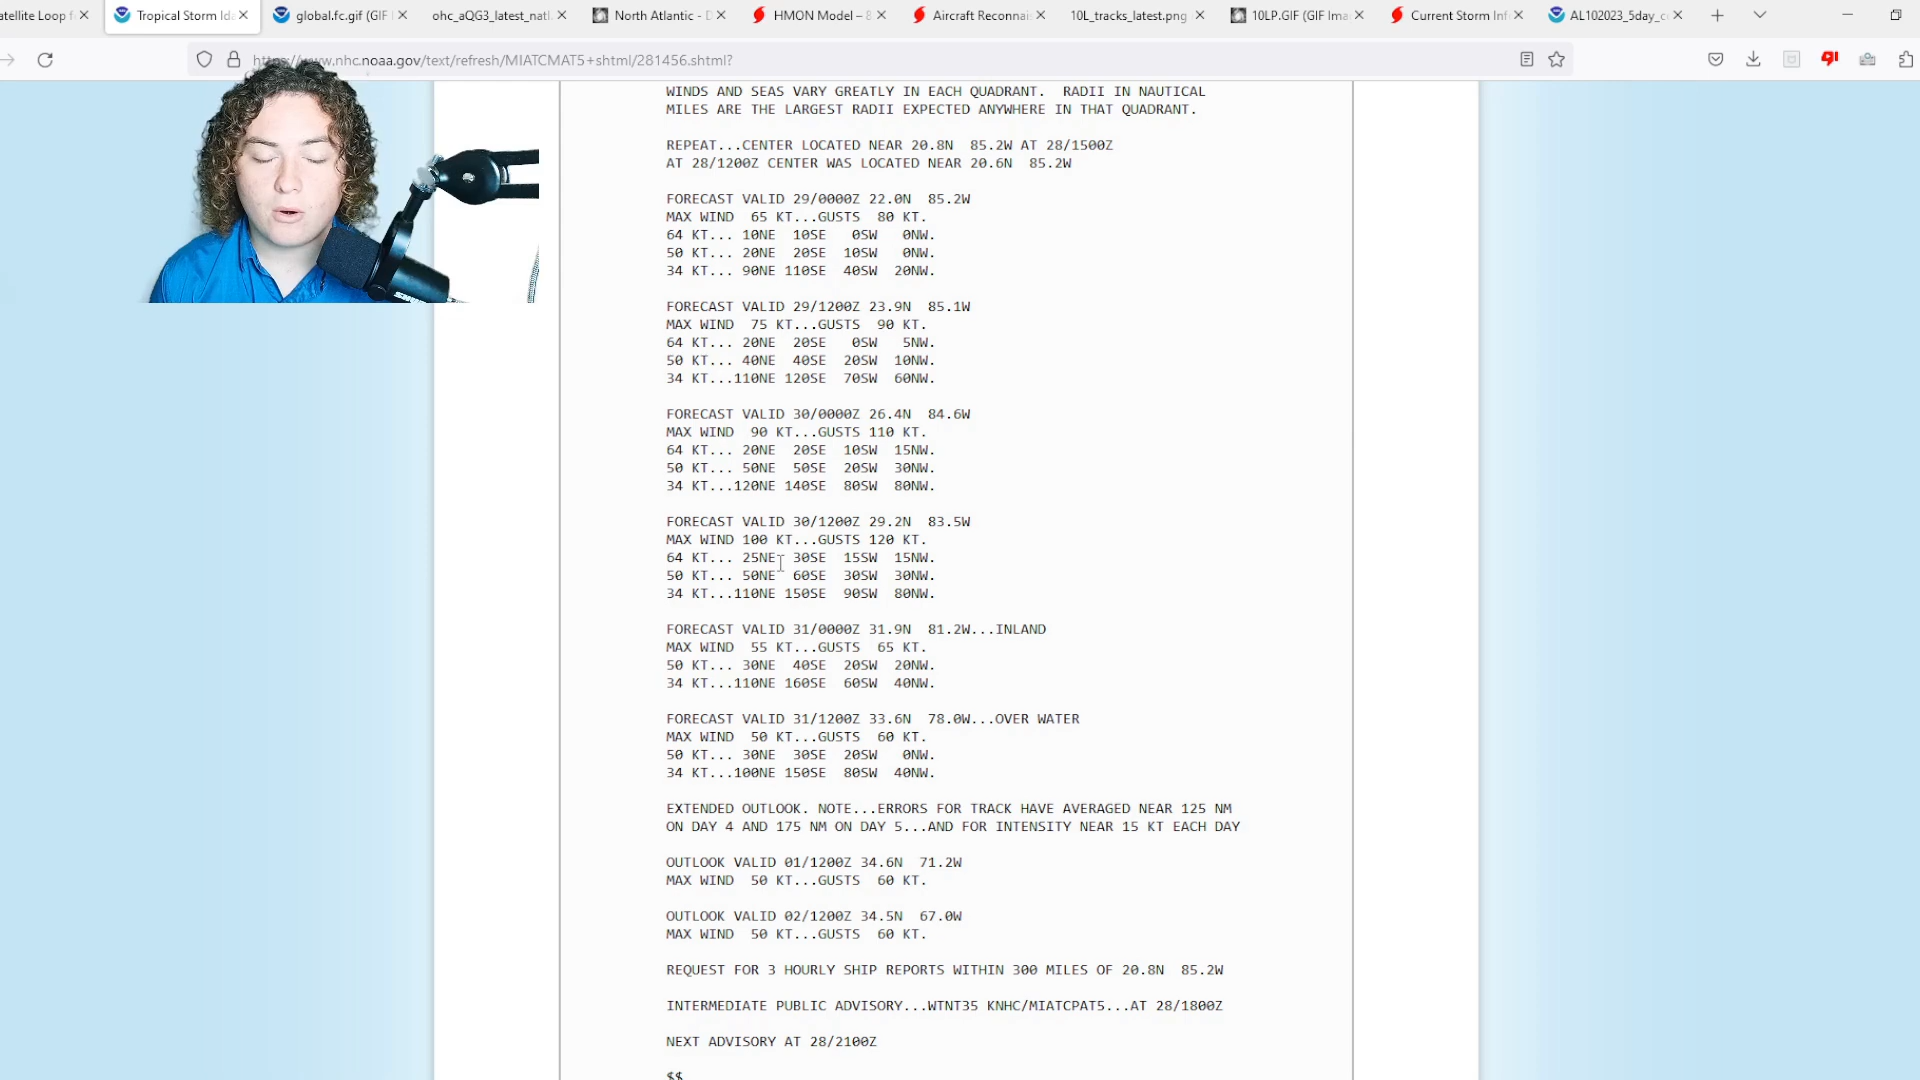 atellite Loop f
Tropical Storm Ida
global.fc.gif (GIF I
ohc_aQG3_latest_natl.
North Atlantic - D
HMON Model – 8
Aircraft Reconnai
10L_tracks_latest.png
10LP.GIF (GIF Ima
Current Storm Inf
AL102023_5day_c
https://www.nhc.noaa.gov/text/refresh/MIATCMAT5+shtml/281456.shtml?
WINDS AND SEAS VARY GREATLY IN EACH QUADRANT.  RADII IN NAUTICAL
MILES ARE THE LARGEST RADII EXPECTED ANYWHERE IN THAT QUADRANT.
REPEAT...CENTER LOCATED NEAR 20.8N  85.2W AT 28/1500Z
AT 28/1200Z CENTER WAS LOCATED NEAR 20.6N  85.2W
FORECAST VALID 29/0000Z 22.0N  85.2W
MAX WIND  65 KT...GUSTS  80 KT.
64 KT... 10NE  10SE   0SW   0NW.
50 KT... 20NE  20SE  10SW   0NW.
34 KT... 90NE 110SE  40SW  20NW.
FORECAST VALID 29/1200Z 23.9N  85.1W
MAX WIND  75 KT...GUSTS  90 KT.
64 KT... 20NE  20SE   0SW   5NW.
50 KT... 40NE  40SE  20SW  10NW.
34 KT...110NE 120SE  70SW  60NW.
FORECAST VALID 30/0000Z 26.4N  84.6W
MAX WIND  90 KT...GUSTS 110 KT.
64 KT... 20NE  20SE  10SW  15NW.
50 KT... 50NE  50SE  20SW  30NW.
34 KT...120NE 140SE  80SW  80NW.
FORECAST VALID 30/1200Z 29.2N  83.5W
MAX WIND 100 KT...GUSTS 120 KT.
64 KT... 25NE  30SE  15SW  15NW.
50 KT... 50NE  60SE  30SW  30NW.
34 KT...110NE 150SE  90SW  80NW.
FORECAST VALID 31/0000Z 31.9N  81.2W...INLAND
MAX WIND  55 KT...GUSTS  65 KT.
50 KT... 30NE  40SE  20SW  20NW.
34 KT...110NE 160SE  60SW  40NW.
FORECAST VALID 31/1200Z 33.6N  78.0W...OVER WATER
MAX WIND  50 KT...GUSTS  60 KT.
50 KT... 30NE  30SE  20SW   0NW.
34 KT...100NE 150SE  80SW  40NW.
EXTENDED OUTLOOK. NOTE...ERRORS FOR TRACK HAVE AVERAGED NEAR 125 NM
ON DAY 4 AND 175 NM ON DAY 5...AND FOR INTENSITY NEAR 15 KT EACH DAY
OUTLOOK VALID 01/1200Z 34.6N  71.2W
MAX WIND  50 KT...GUSTS  60 KT.
OUTLOOK VALID 02/1200Z 34.5N  67.0W
MAX WIND  50 KT...GUSTS  60 KT.
REQUEST FOR 3 HOURLY SHIP REPORTS WITHIN 300 MILES OF 20.8N  85.2W
INTERMEDIATE PUBLIC ADVISORY...WTNT35 KNHC/MIATCPAT5...AT 28/1800Z
NEXT ADVISORY AT 28/2100Z
$$